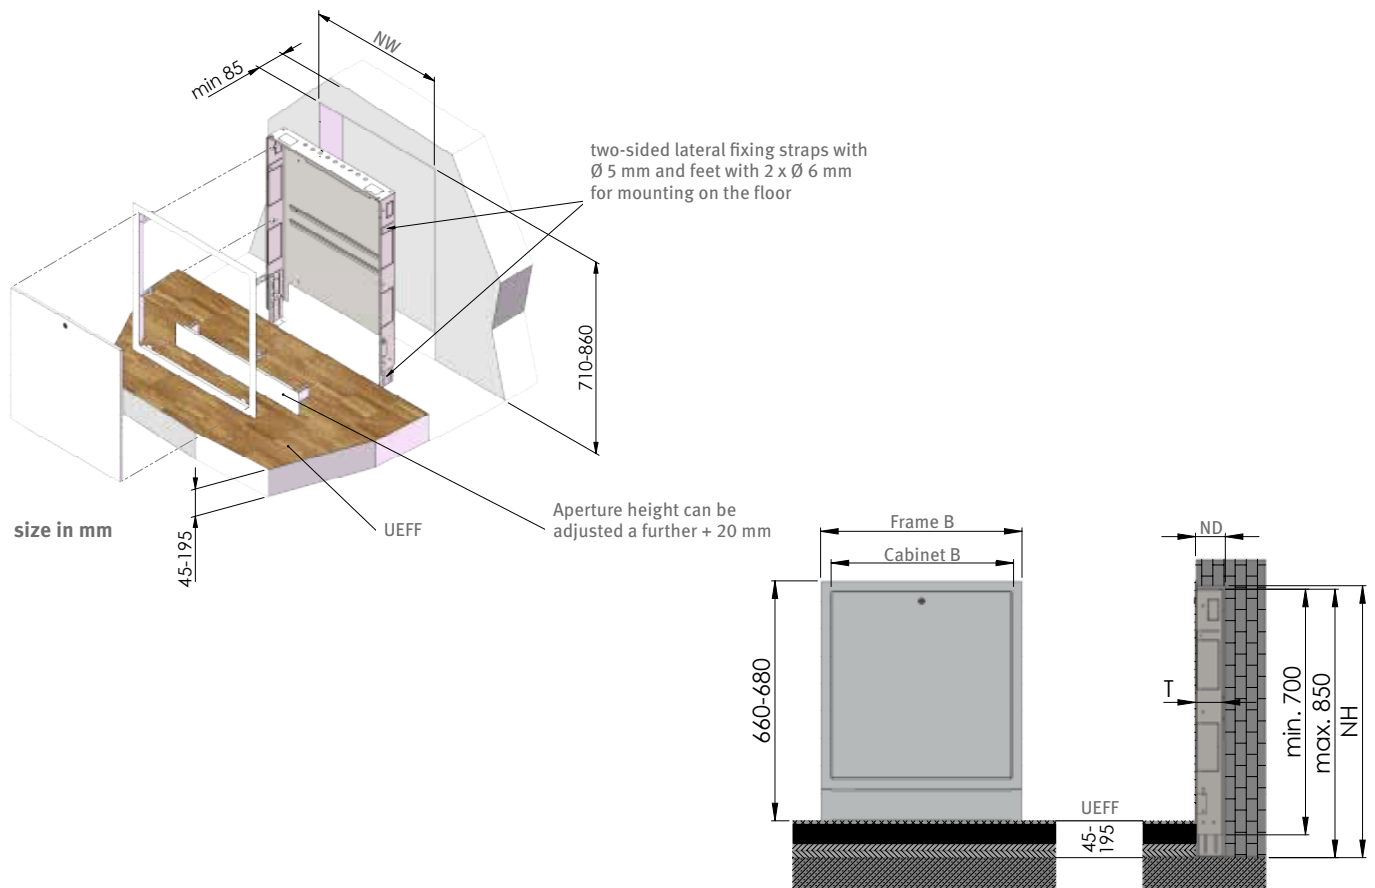 NW
min 85
two-sided lateral fixing straps with
Ø 5 mm and feet with 2 x Ø 6 mm
for mounting on the floor
710-860
size in mm
45-195
UEFF
Aperture height can be
adjusted a further + 20 mm
Frame B
Cabinet B
660-680
UEFF
45-
195
ND
T
min. 700
max. 850
NH